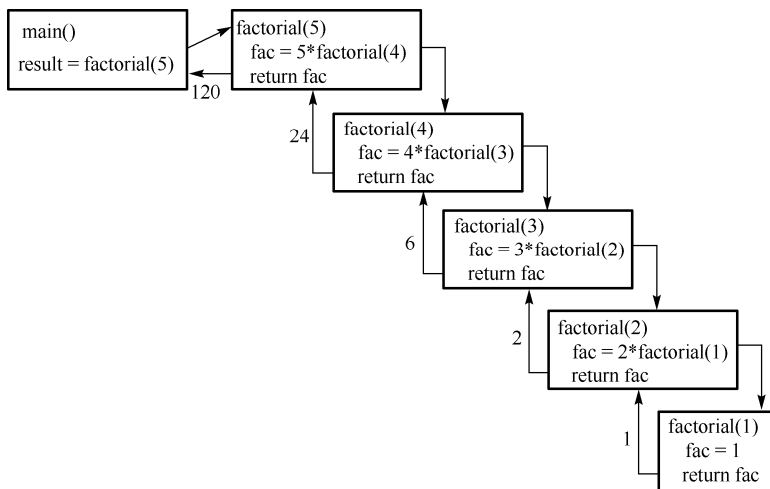 main()
result = factorial(5)
factorial(5)
fac = 5*factorial(4)
return fac
120
24
factorial(4)
fac = 4*factorial(3)
return fac
6
factorial(3)
fac = 3*factorial(2)
return fac
2
factorial(2)
fac = 2*factorial(1)
return fac
1
factorial(1)
fac = 1
return fac